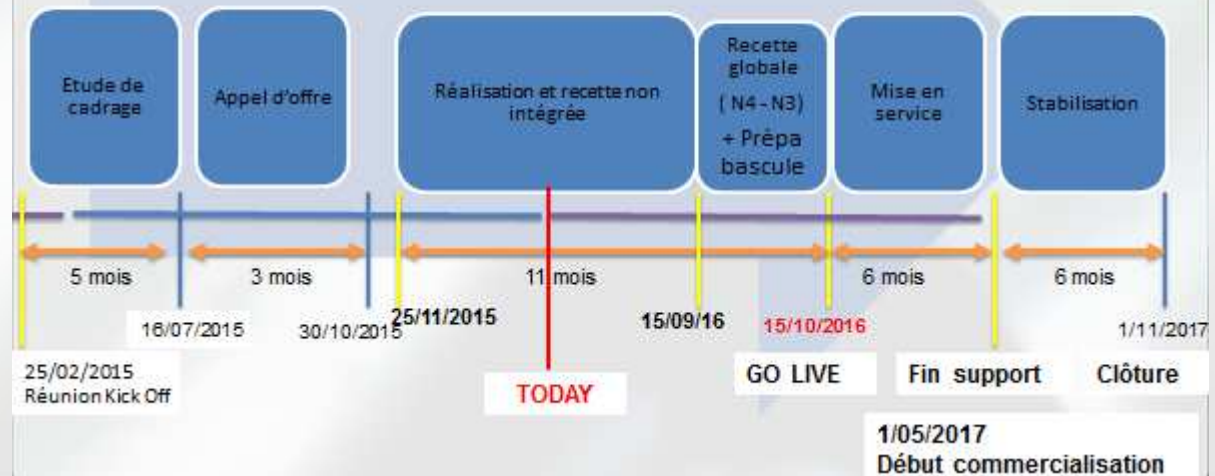 Etude de
cadrage
Appel d'offre
Réalisation et recette non
intégrée
Recette
globale
( N4 - N3)
+ Prépa
bascule
Mise en
service
Stabilisation
5 mois
3 mois
11 mois
6 mois
6 mois
16/07/2015
30/10/2015
25/11/2015
15/09/16
15/10/2016
1/11/2017
25/02/2015
Réunion Kick Off
TODAY
GO LIVE
Fin support
Clôture
1/05/2017
Début commercialisation